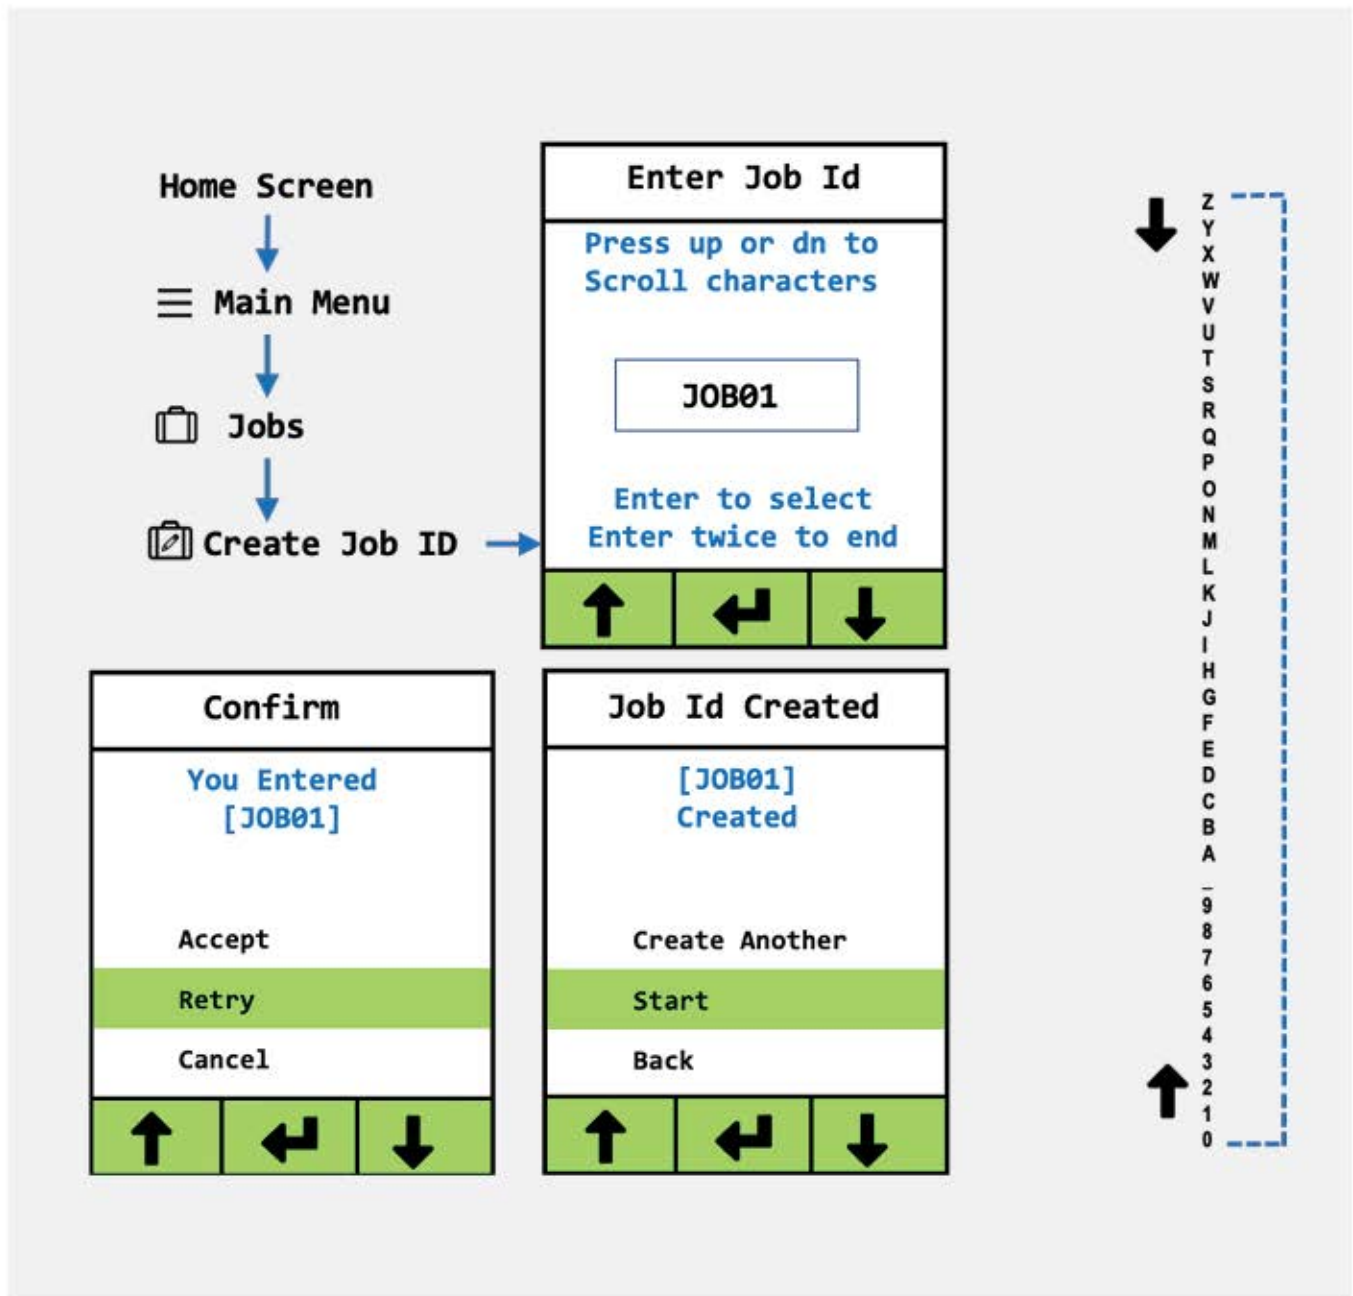 Home Screen
Main Menu
Jobs
Create Job ID
Enter Job Id
Press up or dn to
Scroll characters
JOB01
Enter to select
Enter twice to end
Confirm
You Entered
[JOB01]
Accept
Retry
Cancel
Job Id Created
[JOB01]
Created
Create Another
Start
Back
Z
Y
X
W
V
U
T
S
R
Q
P
O
N
M
L
K
J
I
H
G
F
E
D
C
B
A
_
9
8
7
6
5
4
3
2
1
0